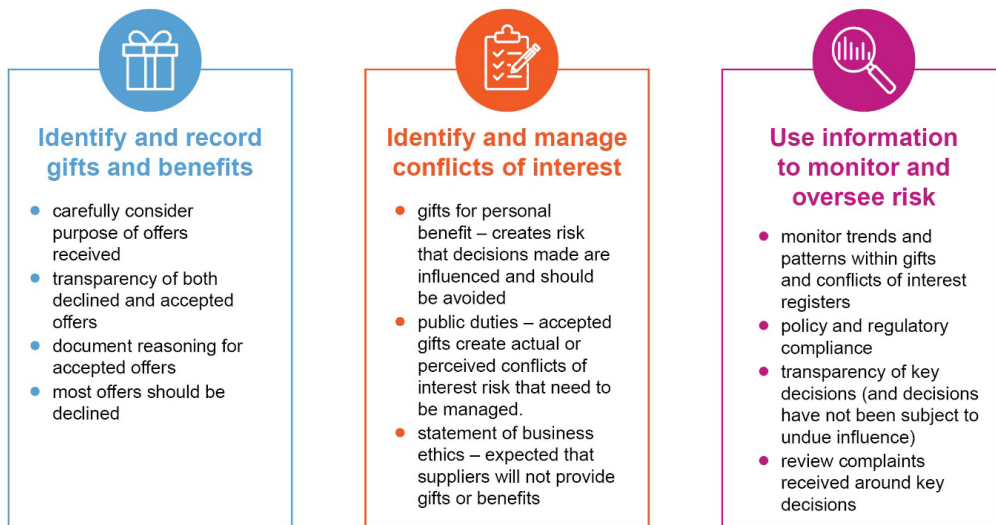 Identify and record
gifts and benefits
carefully consider
purpose of offers
received
transparency of both
declined and accepted
offers
document reasoning for
accepted offers
most offers should be
declined
Identify and manage
conflicts of interest
gifts for personal
benefit – creates risk
that decisions made are
influenced and should
be avoided
public duties – accepted
gifts create actual or
perceived conflicts of
interest risk that need to
be managed.
statement of business
ethics – expected that
suppliers will not provide
gifts or benefits
Use information
to monitor and
oversee risk
monitor trends and
patterns within gifts
and conflicts of interest
registers
policy and regulatory
compliance
transparency of key
decisions (and decisions
have not been subject to
undue influence)
review complaints
received around key
decisions